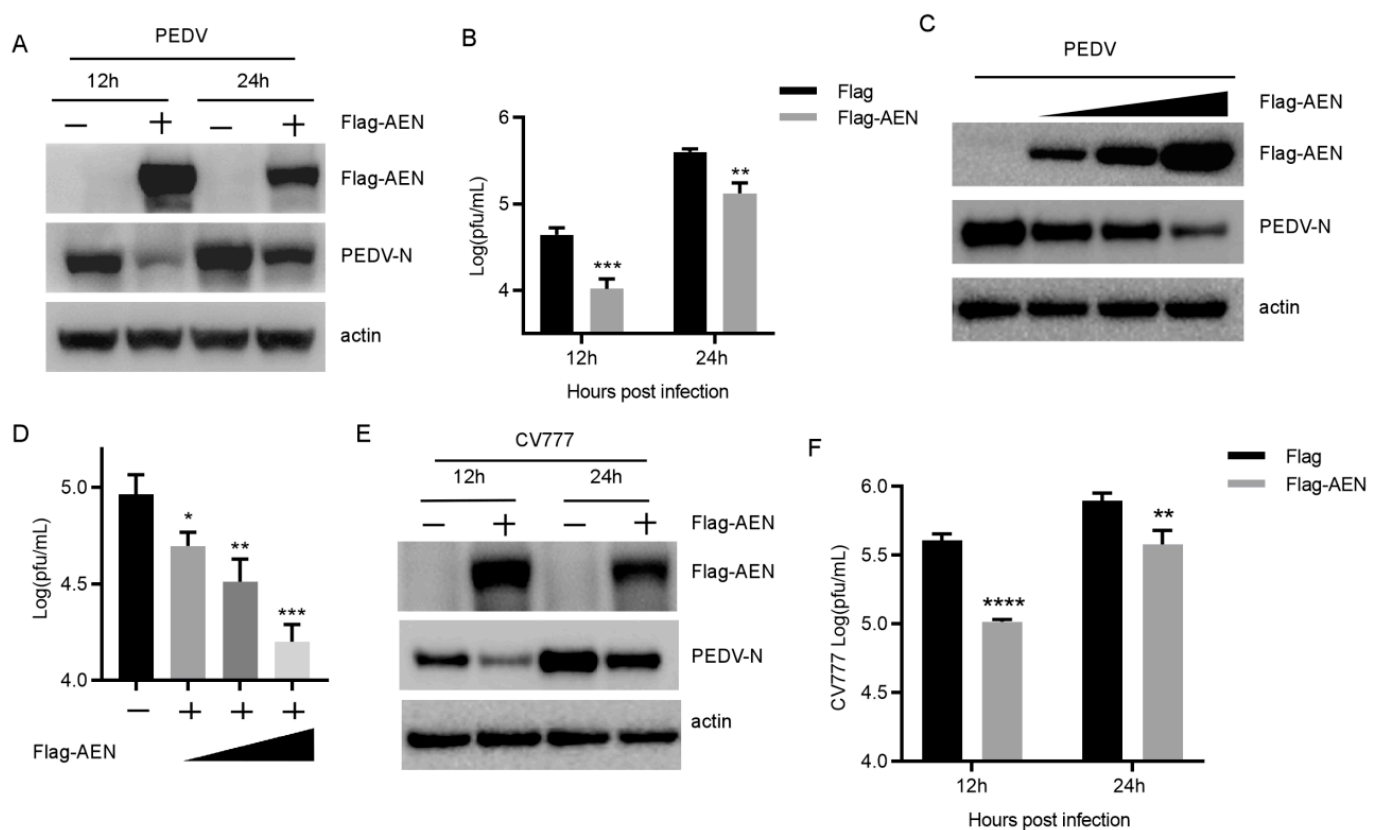 A
PEDV
12h 24h
— + — + Flag-AEN
Flag-AEN
PEDV-N
actin
B
Flag
Flag-AEN
Log(pfu/mL)
6
5
4
***
**
12h 24h
Hours post infection
C
PEDV
Flag-AEN
Flag-AEN
PEDV-N
actin
D
Log(pfu/mL)
5.0
4.5
4.0
*
**
***
— + + +
Flag-AEN
E
CV777
12h 24h
— + — + Flag-AEN
Flag-AEN
PEDV-N
actin
F
Flag
Flag-AEN
CV777 Log(pfu/mL)
6.0
5.5
5.0
4.5
4.0
****
**
12h 24h
Hours post infection